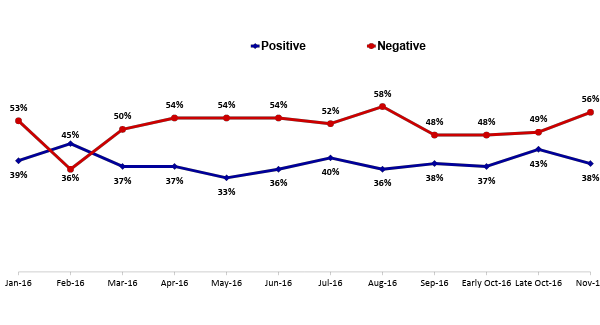 Positive Negative
53% 45% 50% 54% 54% 54% 52% 58% 48% 48% 49% 56%
39% 36% 37% 37% 33% 36% 40% 36% 38% 37% 43% 38%
Jan-16 Feb-16 Mar-16 Apr-16 May-16 Jun-16 Jul-16 Aug-16 Sep-16 Early Oct-16 Late Oct-16 Nov-1